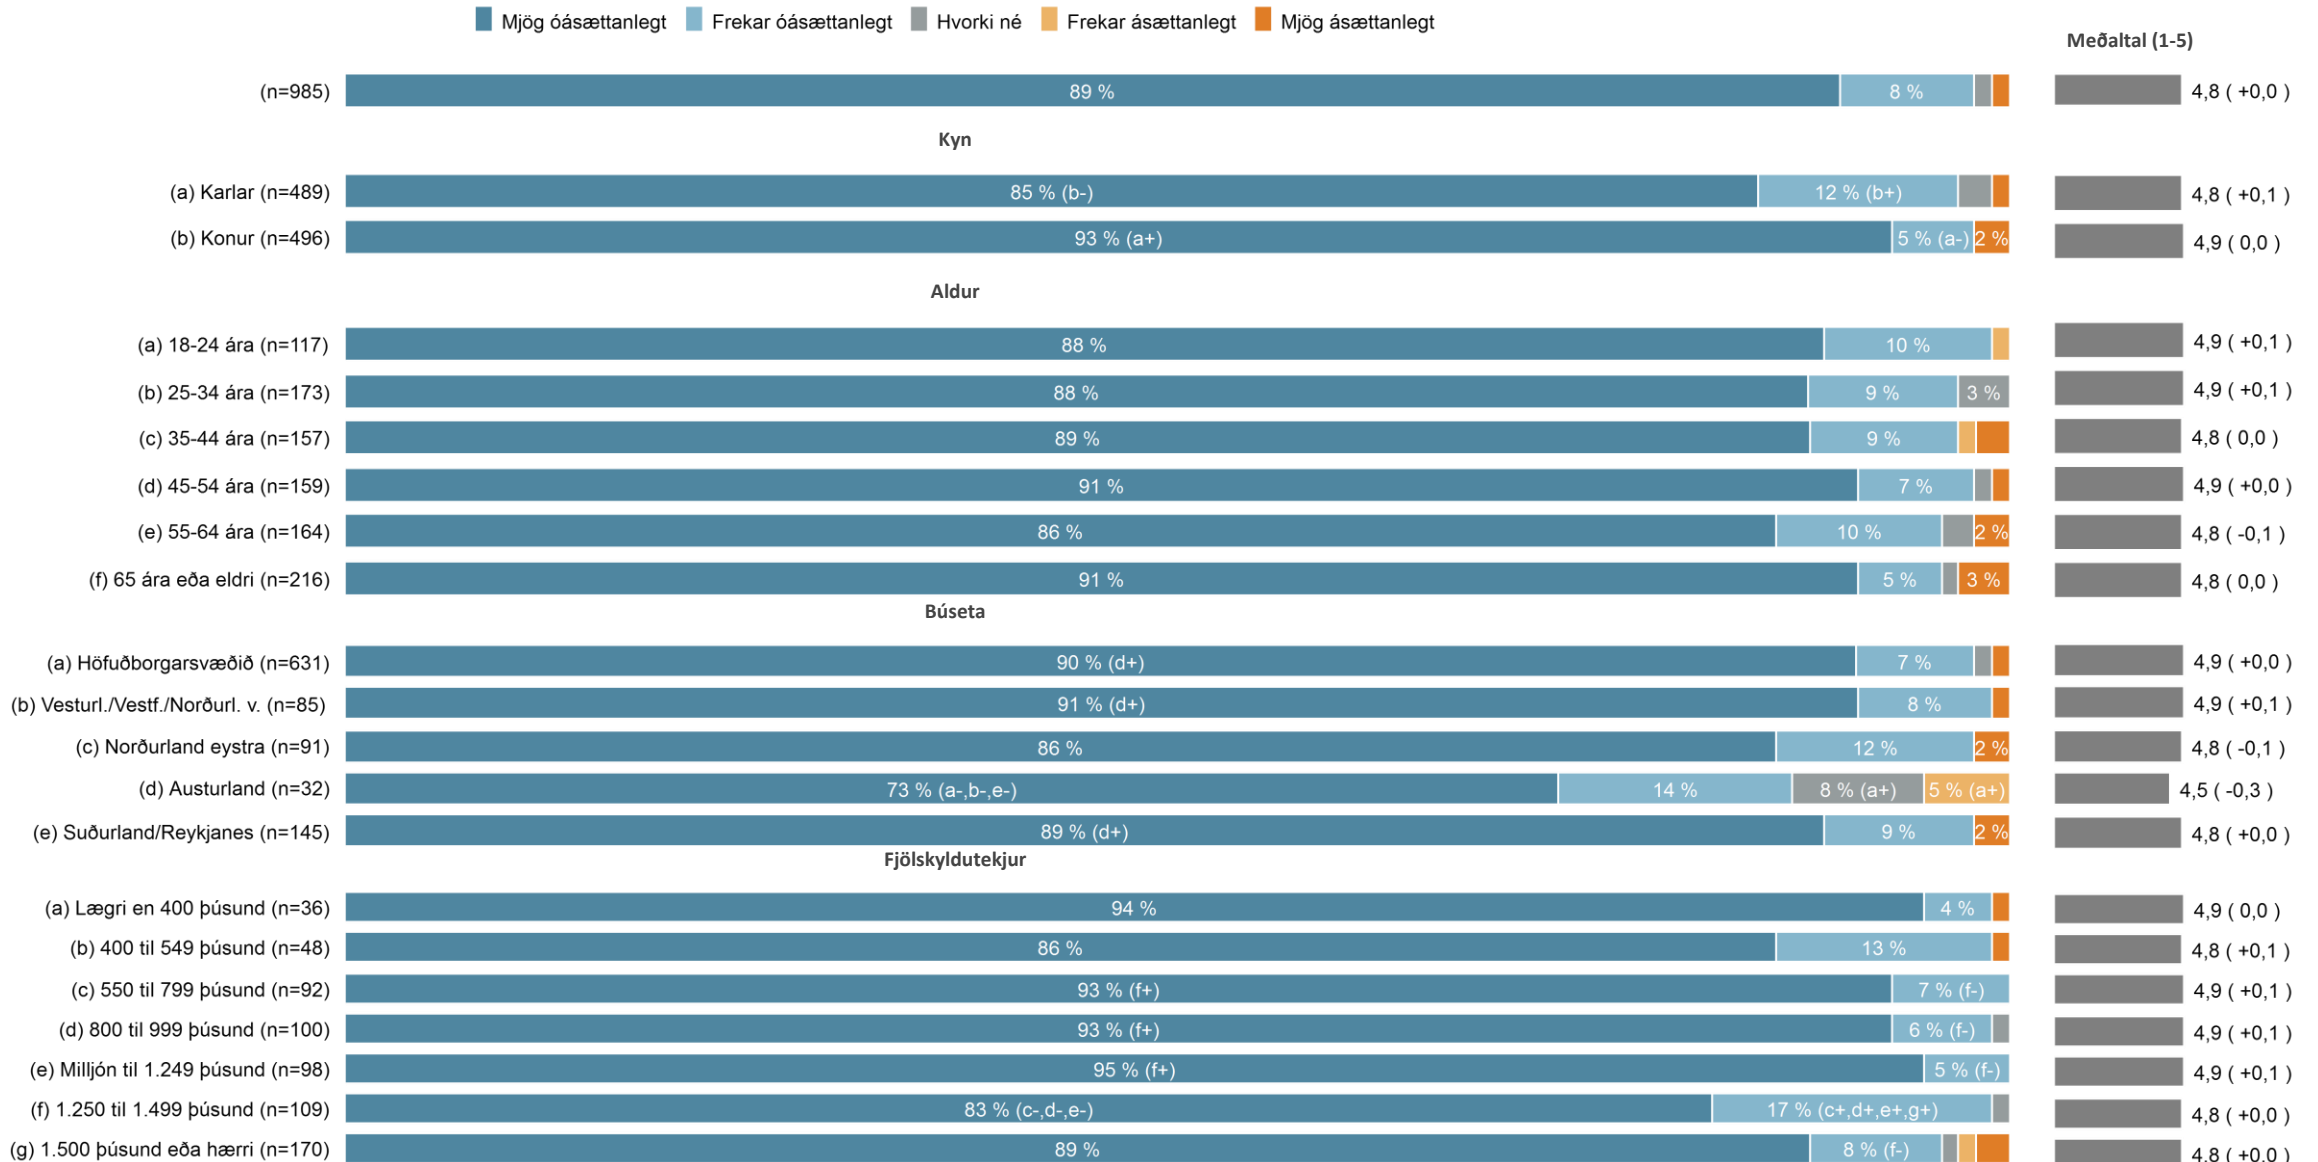 Mjög óásættanlegt Frekar óásættanlegt Hvorki né Frekar ásættanlegt Mjög ásættanlegt
Meðaltal (1-5)
(n=985) 89 % 8 % 4,8 ( +0,0 )
Kyn
(a) Karlar (n=489) 85 % (b-) 12 % (b+) 4,8 ( +0,1 )
(b) Konur (n=496) 93 % (a+) 5 % (a-) 2 % 4,9 ( 0,0 )
Aldur
(a) 18-24 ára (n=117) 88 % 10 % 4,9 ( +0,1 )
(b) 25-34 ára (n=173) 88 % 9 % 3 % 4,9 ( +0,1 )
(c) 35-44 ára (n=157) 89 % 9 % 4,8 ( 0,0 )
(d) 45-54 ára (n=159) 91 % 7 % 4,9 ( +0,0 )
(e) 55-64 ára (n=164) 86 % 10 % 2 % 4,8 ( -0,1 )
(f) 65 ára eða eldri (n=216) 91 % 5 % 3 % 4,8 ( 0,0 )
Búseta
(a) Höfuðborgarsvæðið (n=631) 90 % (d+) 7 % 4,9 ( +0,0 )
(b) Vesturl./Vestf./Norðurl. v. (n=85) 91 % (d+) 8 % 4,9 ( +0,1 )
(c) Norðurland eystra (n=91) 86 % 12 % 2 % 4,8 ( -0,1 )
(d) Austurland (n=32) 73 % (a-,b-,e-) 14 % 8 % (a+) 5 % (a+) 4,5 ( -0,3 )
(e) Suðurland/Reykjanes (n=145) 89 % (d+) 9 % 2 % 4,8 ( +0,0 )
Fjölskyldutekjur
(a) Lægri en 400 þúsund (n=36) 94 % 4 % 4,9 ( 0,0 )
(b) 400 til 549 þúsund (n=48) 86 % 13 % 4,8 ( +0,1 )
(c) 550 til 799 þúsund (n=92) 93 % (f+) 7 % (f-) 4,9 ( +0,1 )
(d) 800 til 999 þúsund (n=100) 93 % (f+) 6 % (f-) 4,9 ( +0,1 )
(e) Milljón til 1.249 þúsund (n=98) 95 % (f+) 5 % (f-) 4,9 ( +0,1 )
(f) 1.250 til 1.499 þúsund (n=109) 83 % (c-,d-,e-) 17 % (c+,d+,e+,g+) 4,8 ( +0,0 )
(g) 1.500 þúsund eða hærri (n=170) 89 % 8 % (f-) 4,8 ( +0,0 )